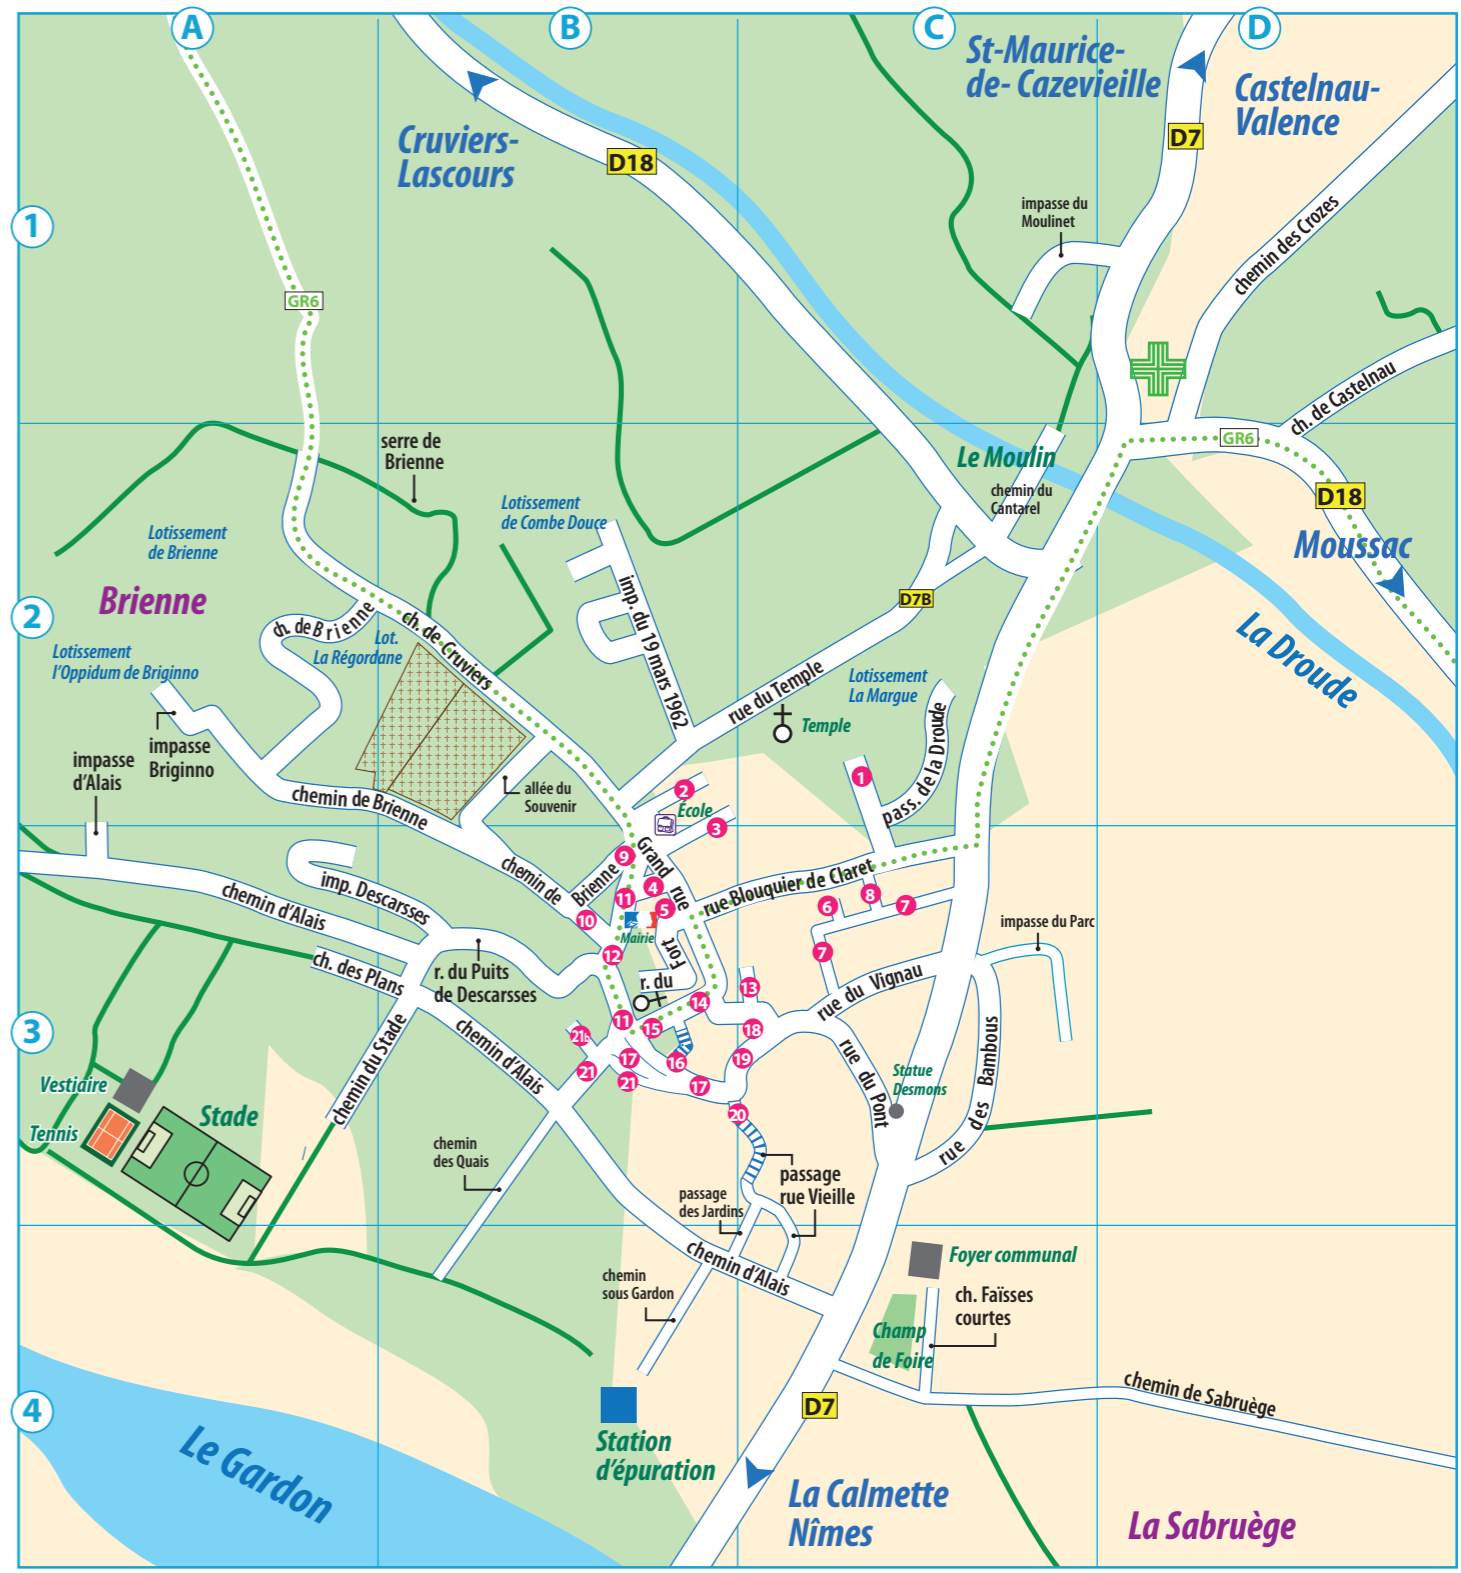 A
B
C
D
1
2
3
4
St-Maurice-
de- Cazevieille
Castelnau-
Valence
D7
Cruviers-
Lascours
D18
impasse du
Moulinet
chemin des Crozes
GR6
ch. de Castelnau
GR6
D18
Moussac
serre de
Brienne
Le Moulin
chemin du
Cantarel
Lotissement
de Combe Douce
Lotissement
de Brienne
Brienne
ch. de Brienne
Lot.
La Régordane
ch. de Cruviers
imp. du 19 mars 1962
D7B
La Droude
Lotissement
l'Oppidum de Briginno
rue du Temple
Lotissement
La Margue
Temple
pass. de la Droude
impasse
Briginno
impasse
d'Alais
allée du
Souvenir
chemin de Brienne
1
2
École
3
Grand rue
9
chemin de Brienne
4
rue Blouquier de Claret
imp. Descarsses
chemin d'Alais
11
5
6
8
7
10
Mairie
impasse du Parc
12
Fort
r. du
7
ch. des Plans
r. du Puits
de Descarsses
rue du Vignau
13
14
11
15
18
chemin du Stade
chemin d'Alais
21b
17
16
19
21
21
17
rue du Pont
rue des Bambous
Statue
Desmons
Vestiaire
Tennis
Stade
20
chemin
des Quais
passage
rue Vieille
passage
des Jardins
chemin d'Alais
Foyer communal
chemin
sous Gardon
ch. Faïsses
courtes
Champ
de Foire
chemin de Sabruège
D7
Le Gardon
Station
d'épuration
La Calmette
Nîmes
La Sabruège